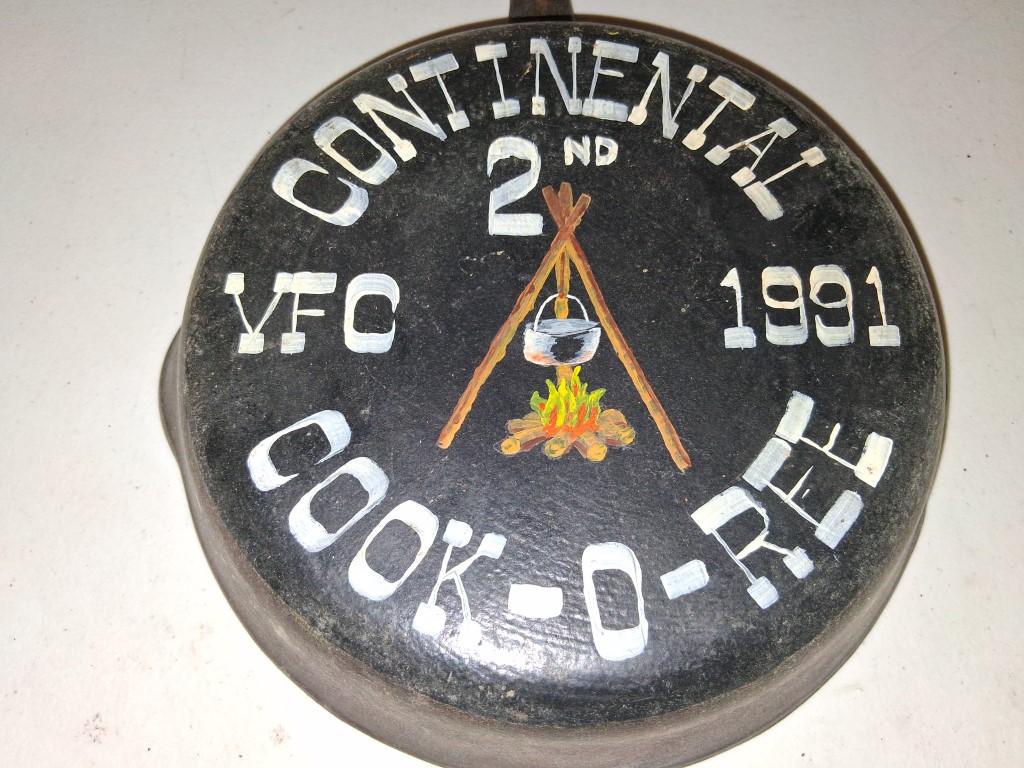 CONTINENTAL
2ND
VFC 1991
COOK-O-REE